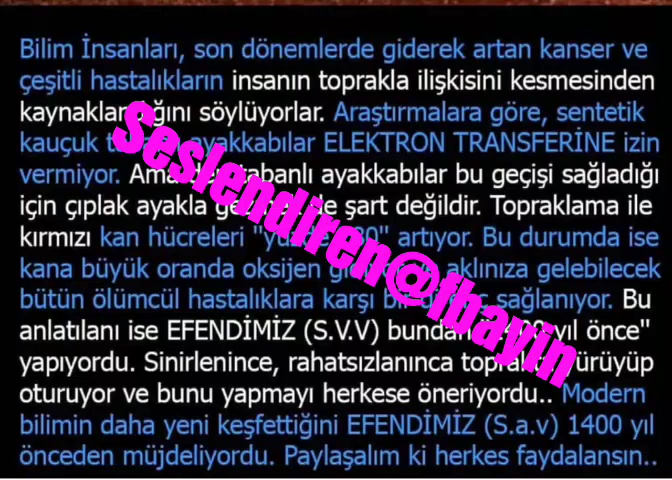 Bilim İnsanları, son dönemlerde giderek artan kanser ve
çeşitli hastalıkların insanın toprakla ilişkisini kesmesinden
kaynaklandığını söylüyorlar. Araştırmalara göre, sentetik
kauçuk ayakkabılar ELEKTRON TRANSFERİNE izin
vermiyor. Ama tabanlı ayakkabılar bu geçişi sağladığı
için çıplak ayakla şart değildir. Topraklama ile
kırmızı kan hücreleri artıyor. Bu durumda ise
kana büyük oranda oksijen aklınıza gelebilecek
bütün ölümcül hastalıklara karşı sağlanıyor. Bu
anlatılanı ise EFENDİMİZ (S.V.V) yıl önce"
yapıyordu. Sinirlenince, rahatsızlanınca yürüyüp
oturuyor ve bunu yapmayı herkese öneriyordu.. Modern
bilimin daha yeni keşfettiğini EFENDİMİZ (S.a.v) 1400 yıl
önceden müjdeliyordu. Paylaşalım ki herkes faydalansın..
Seslendiren@fbayin